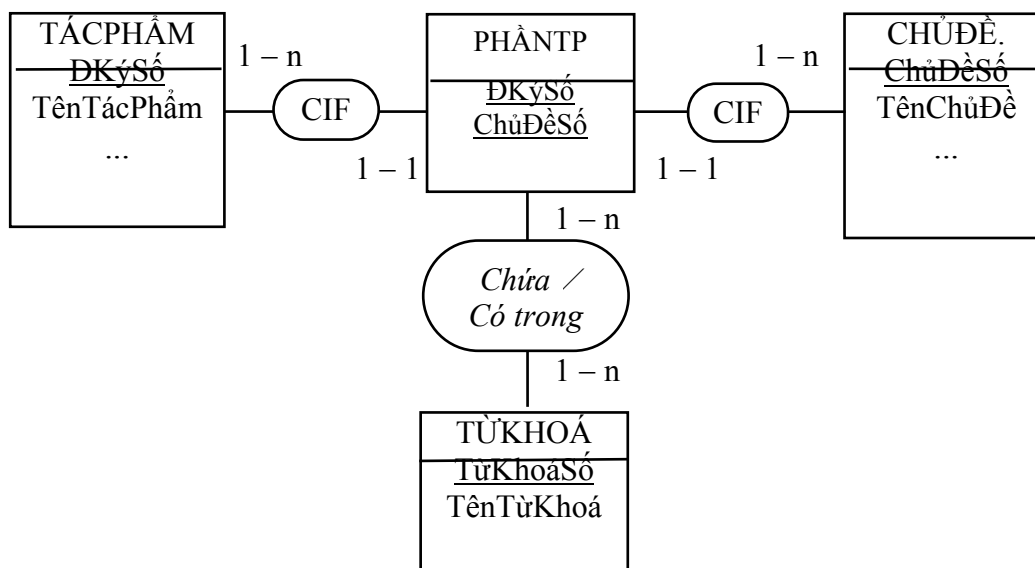 TÁCPHẨM
ĐKýSố
TênTácPhẩm
...
1 – n
CIF
1 – 1
PHẦNTP
ĐKýSố
ChủĐềSố
1 – n
CIF
1 – 1
CHỦĐỀ.
ChủĐềSố
TênChủĐề
...
1 – n
Chứa /
Có trong
1 – n
TỪKHOÁ
TừKhoáSố
TênTừKhoá